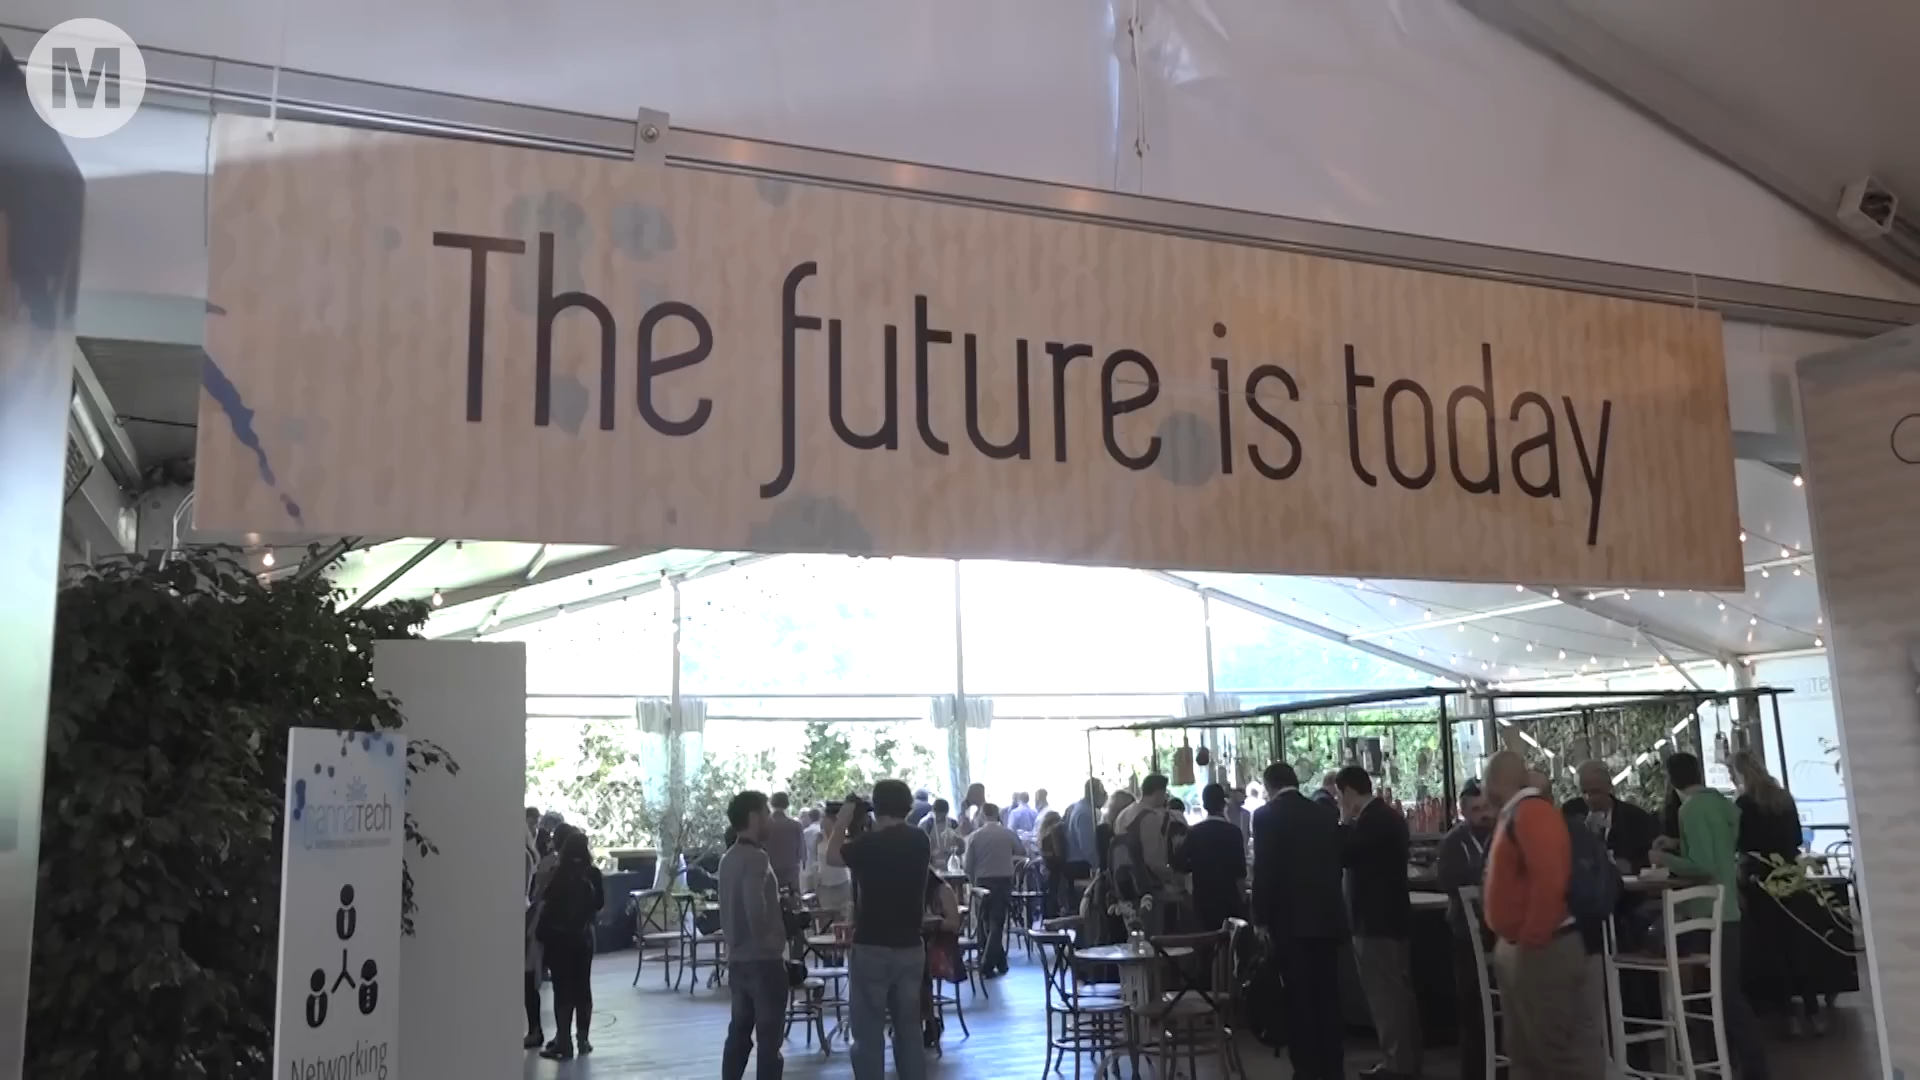 M
The future is today
cannaTech
Networking